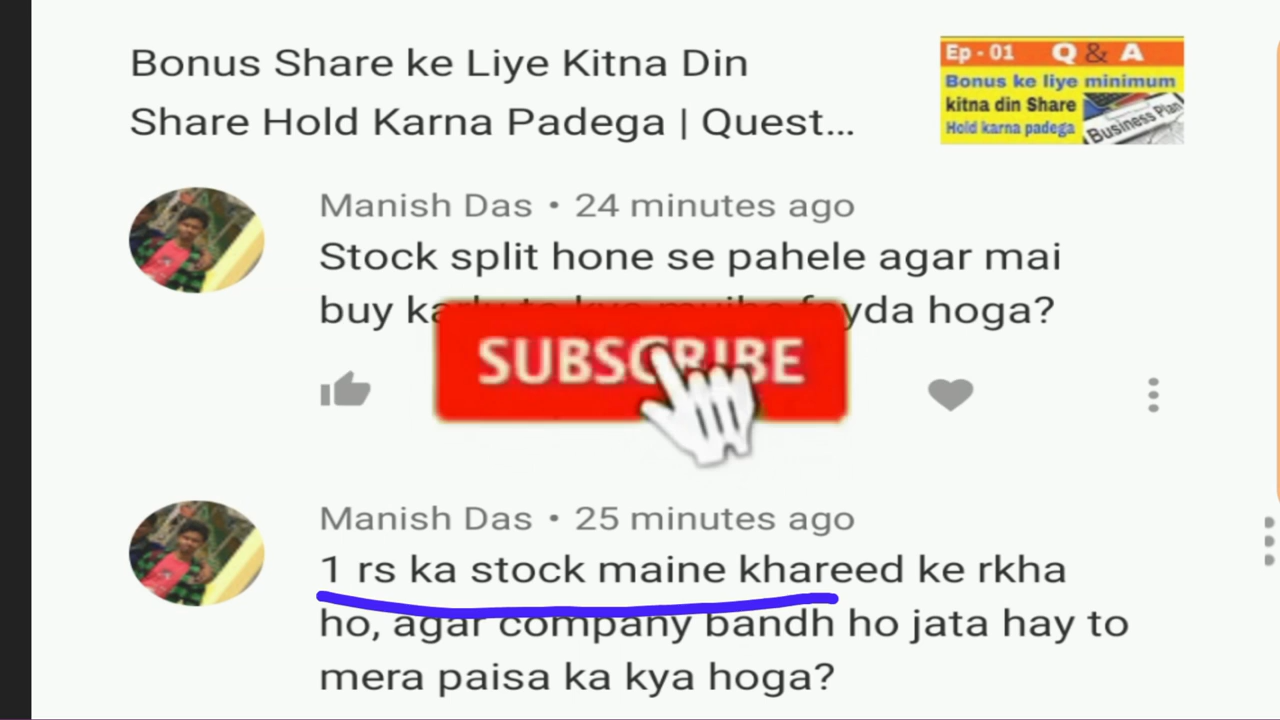 Bonus Share ke Liye Kitna Din
Share Hold Karna Padega | Quest...
Ep - 01 Q & A
Bonus ke liye minimum
kitna din Share
Hold karna padega
Business Plan
Manish Das • 24 minutes ago
Stock split hone se pahele agar mai
buy hoga?
SUBSCRIBE
Manish Das • 25 minutes ago
1 rs ka stock maine khareed ke rkha
ho, agar company bandh ho jata hay to
mera paisa ka kya hoga?